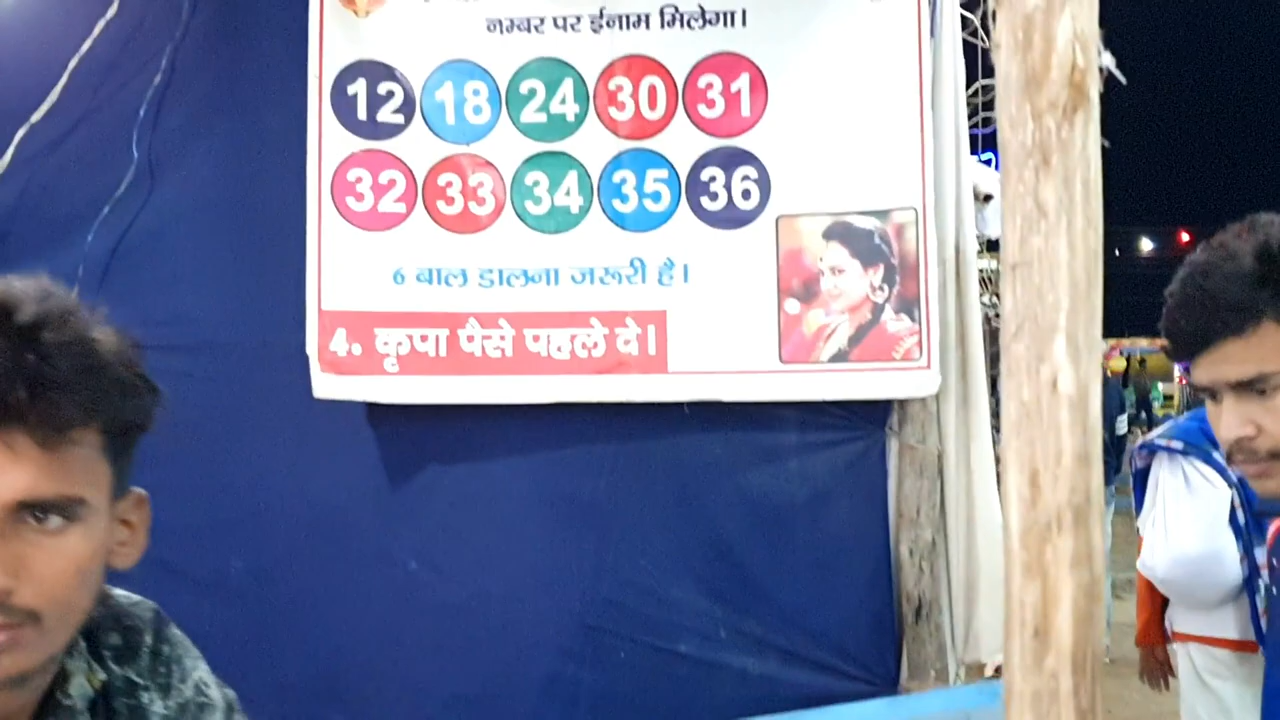 नम्बर पर ईनाम मिलेगा।
12 18 24 30 31
32 33 34 35 36
6 बाल डालना जरूरी है।
4. कृपा पैसे पहले दे।